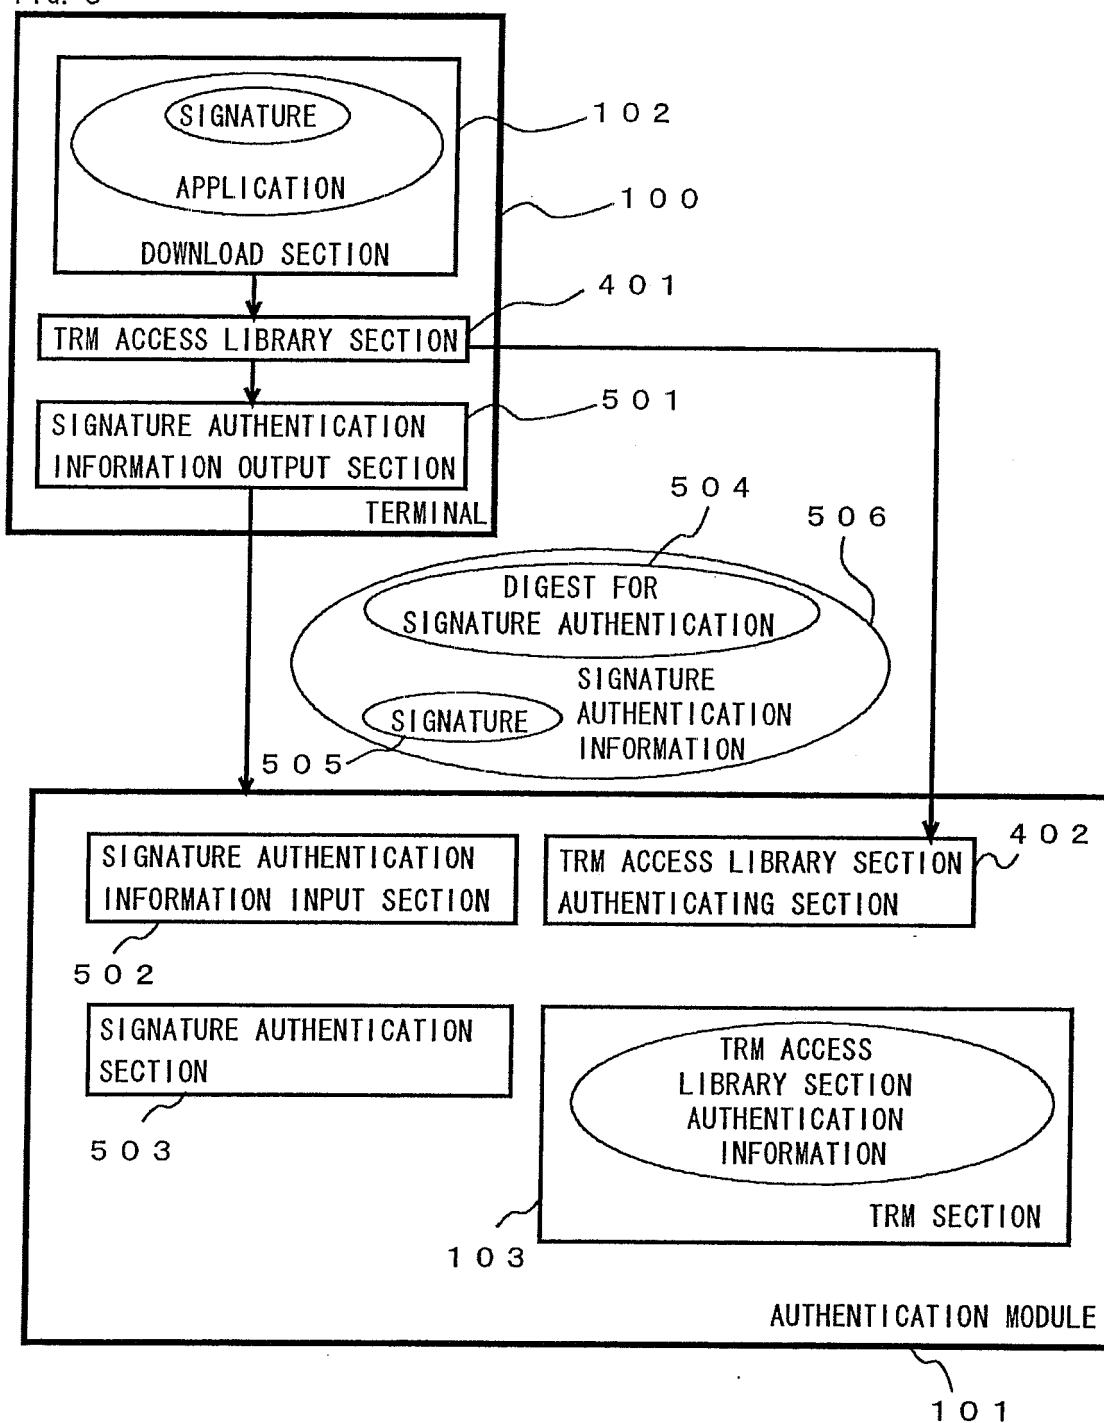 SIGNATURE
102
APPLICATION
100
DOWNLOAD SECTION
401
TRM ACCESS LIBRARY SECTION
501
SIGNATURE AUTHENTICATION
INFORMATION OUTPUT SECTION
TERMINAL
504
506
DIGEST FOR
SIGNATURE AUTHENTICATION
SIGNATURE
AUTHENTICATION
INFORMATION
SIGNATURE
505
SIGNATURE AUTHENTICATION
INFORMATION INPUT SECTION
502
TRM ACCESS LIBRARY SECTION
AUTHENTICATING SECTION
402
SIGNATURE AUTHENTICATION
SECTION
503
TRM ACCESS
LIBRARY SECTION
AUTHENTICATION
INFORMATION
TRM SECTION
103
AUTHENTICATION MODULE
101